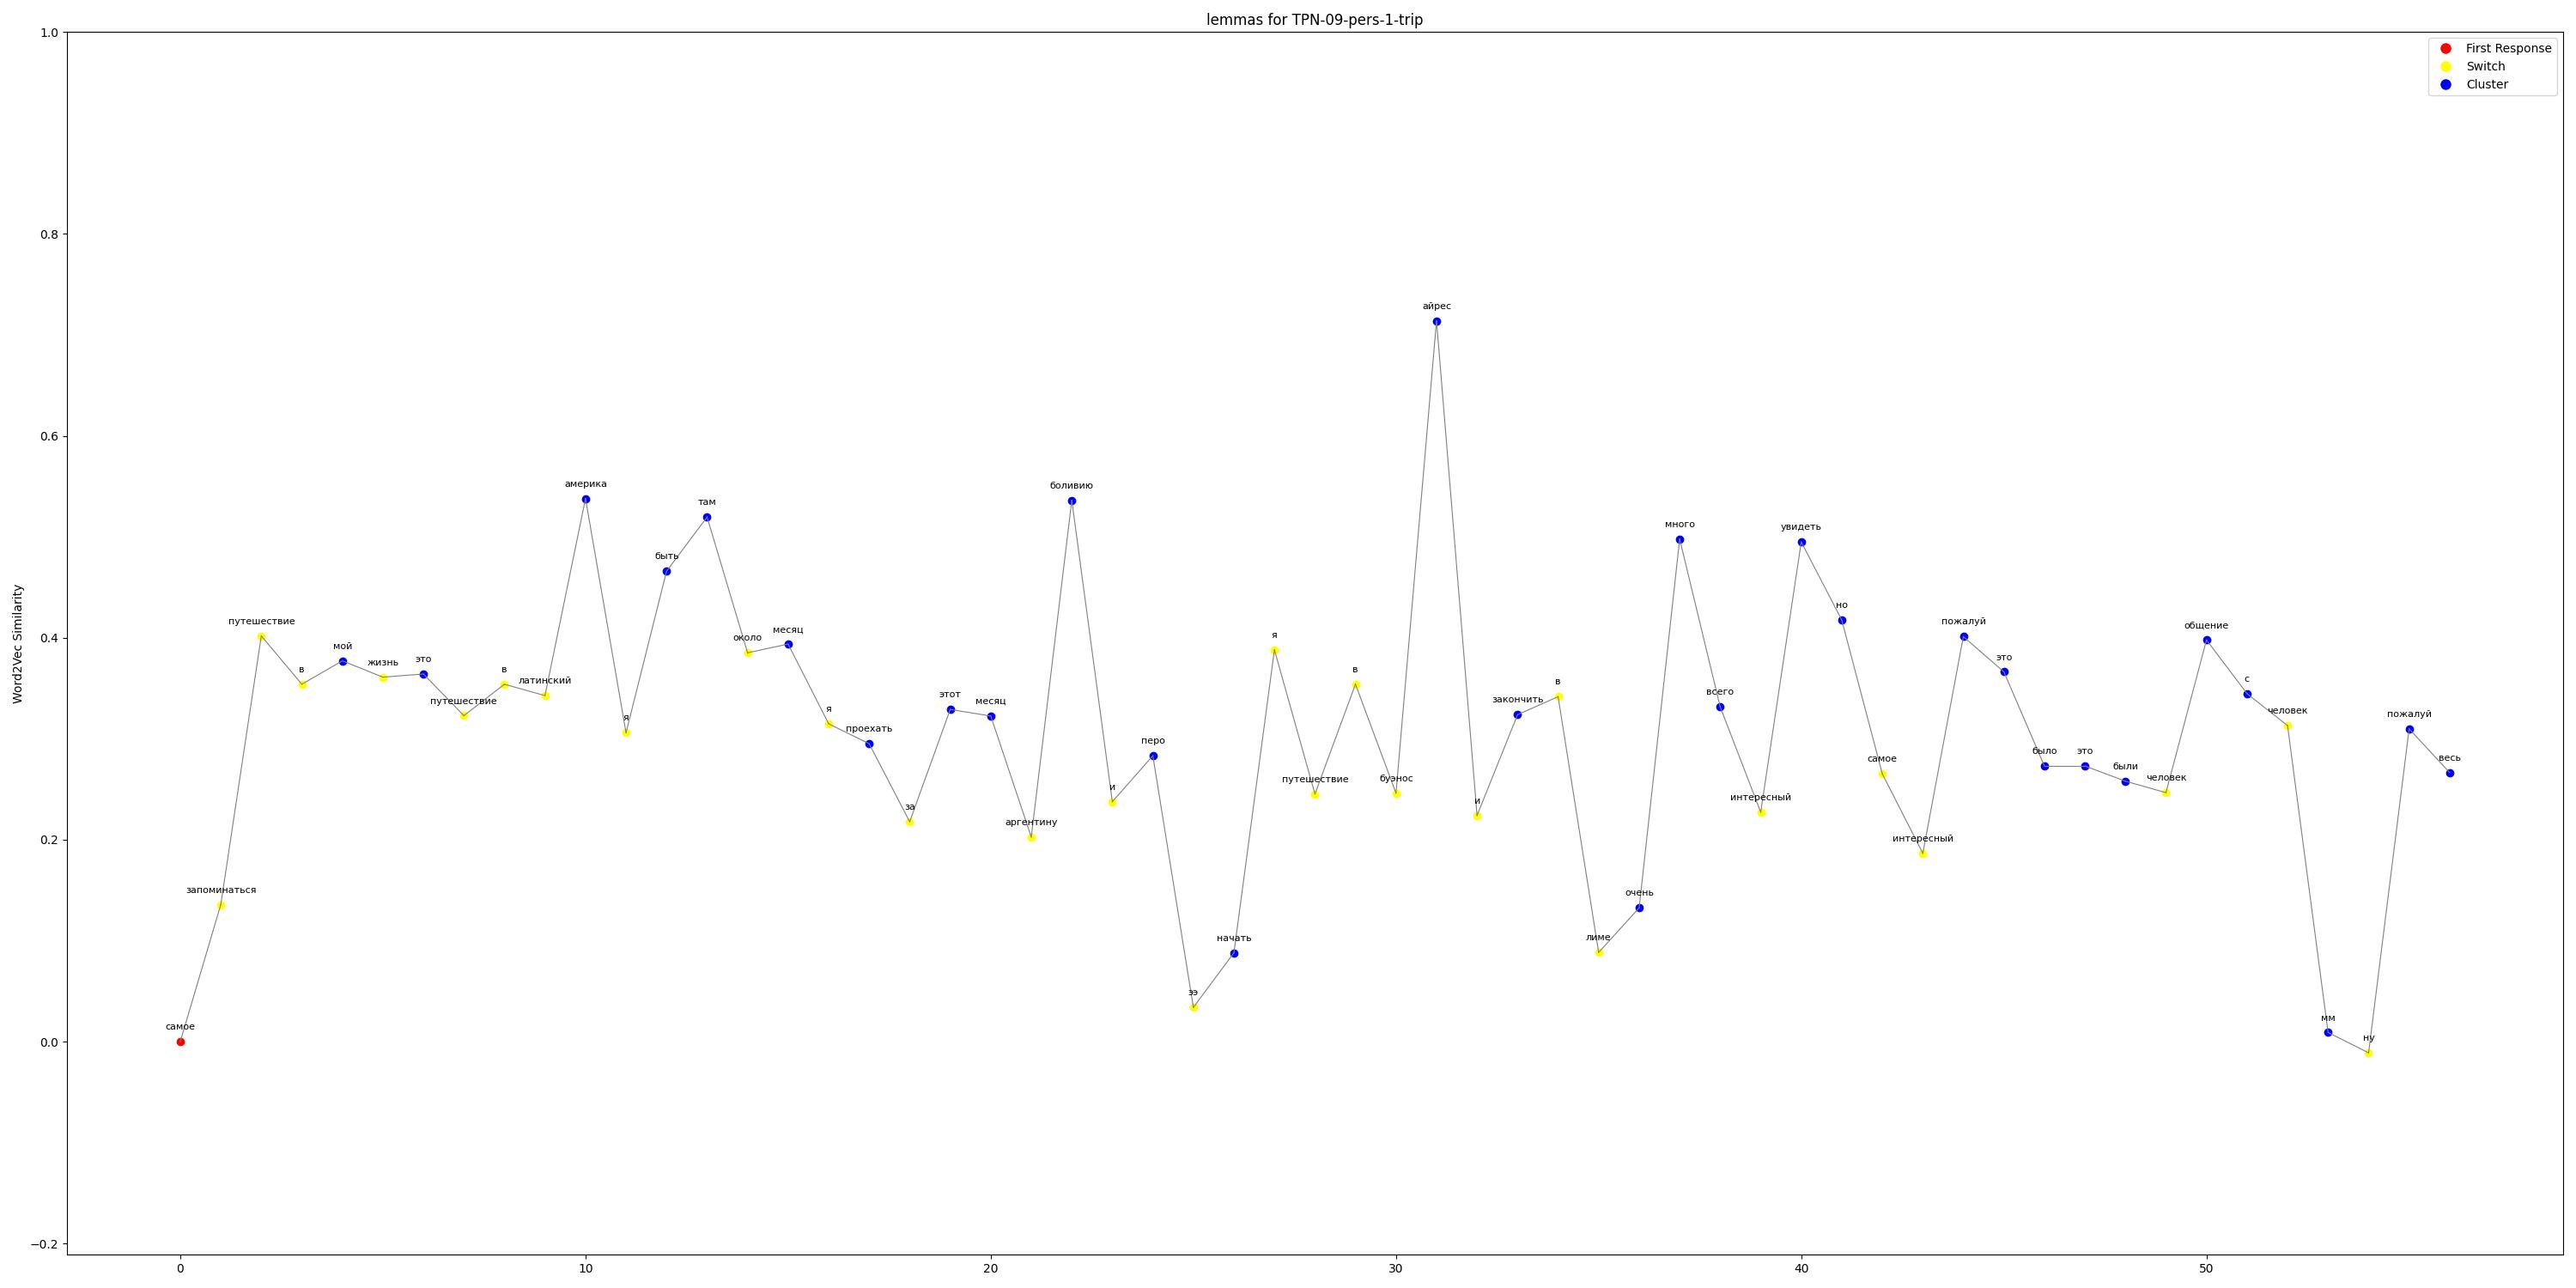 lemmas for TPN-09-pers-1-trip
First Response
Switch
Cluster
Word2Vec Similarity
1.0
0.8
0.6
0.4
0.2
0.0
−0.2
самое
запоминаться
путешествие
в
мой
жизнь
это
путешествие
в
латинский
америка
я
быть
там
около
месяц
я
проехать
за
этот
месяц
аргентину
боливию
и
перо
ээ
начать
я
путешествие
в
буэнос
айрес
и
закончить
в
лиме
очень
много
всего
интересный
увидеть
но
самое
интересный
пожалуй
это
было
это
были
человек
общение
с
человек
мм
ну
пожалуй
весь
0
10
20
30
40
50